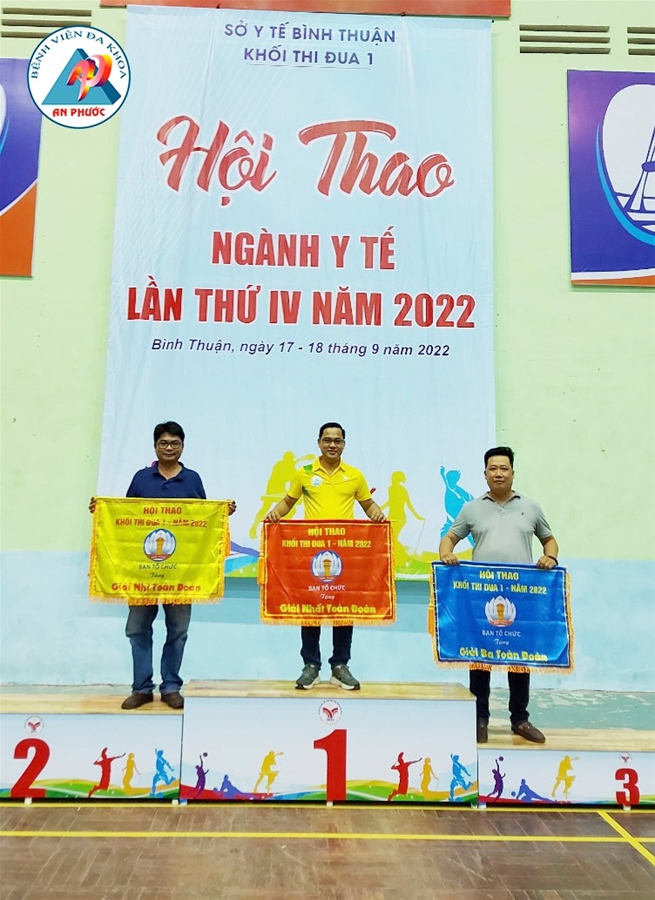 BỆNH VIỆN ĐA KHOA
AN PHƯỚC
SỞ Y TẾ BÌNH THUẬN
KHỐI THI ĐUA 1
Hội Thao
NGÀNH Y TẾ
LẦN THỨ IV NĂM 2022
Bình Thuận, ngày 17 - 18 tháng 9 năm 2022
HỘI THAO
KHỐI THI ĐUA 1 - NĂM 2022
BAN TỔ CHỨC
Tặng
Giải Nhì Toàn Đoàn
HỘI THAO
KHỐI THI ĐUA 1 - NĂM 2022
BAN TỔ CHỨC
Tặng
Giải Nhất Toàn Đoàn
HỘI THAO
KHỐI THI ĐUA 1 - NĂM 2022
BAN TỔ CHỨC
Tặng
Giải Ba Toàn Đoàn
2
1
3